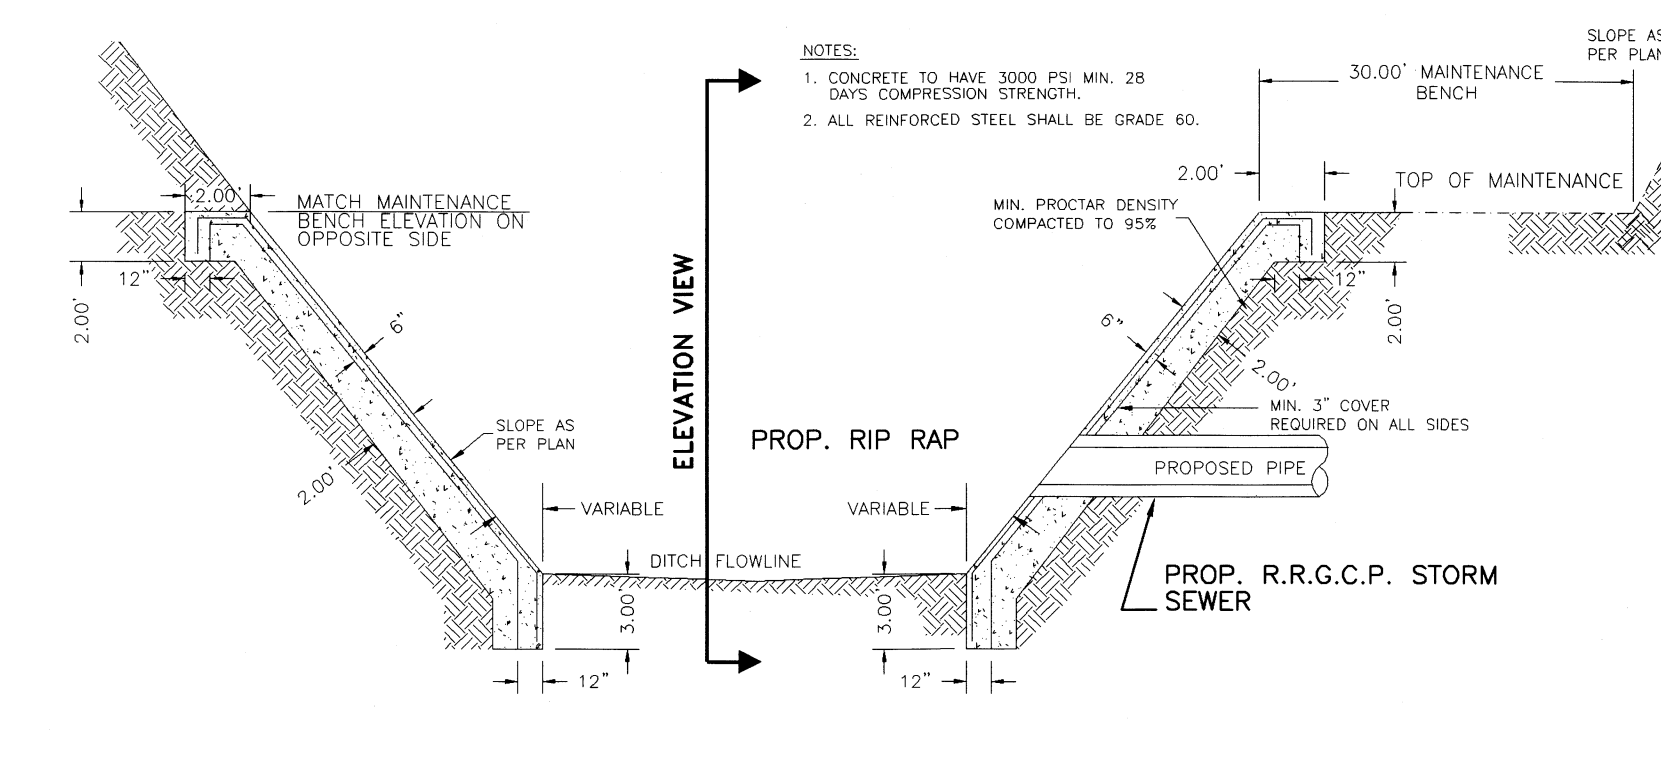 NOTES:
1. CONCRETE TO HAVE 3000 PSI MIN. 28
DAYS COMPRESSION STRENGTH.
2. ALL REINFORCED STEEL SHALL BE GRADE 60.
SLOPE AS
PER PLAN
30.00' MAINTENANCE
BENCH
2.00'
MATCH MAINTENANCE
BENCH ELEVATION ON
OPPOSITE SIDE
12"
2.00'
6"
2.00'
SLOPE AS
PER PLAN
VARIABLE
3.00'
12"
ELEVATION VIEW
PROP. RIP RAP
DITCH FLOWLINE
VARIABLE
3.00'
12"
2.00'
TOP OF MAINTENANCE
MIN. PROCTAR DENSITY
COMPACTED TO 95%
12"
2.00'
6"
2.00'
MIN. 3" COVER
REQUIRED ON ALL SIDES
PROPOSED PIPE
PROP. R.R.G.C.P. STORM
SEWER